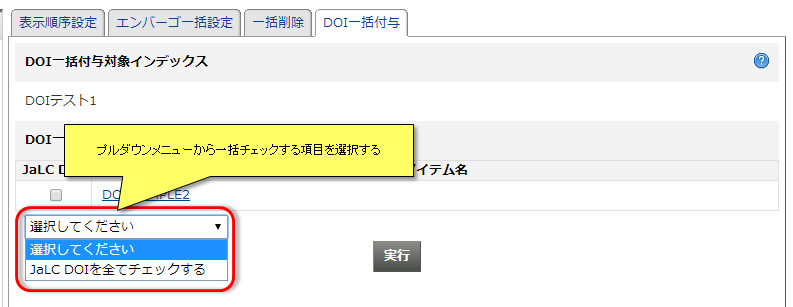 表示順序設定 エンバーゴ一括設定 一括削除 DOI一括付与
DOI一括付与対象インデックス
DOIテスト1
DOI一
プルダウンメニューから一括チェックする項目を選択する
JaLC D イテム名
DO PLE2
選択してください
選択してください
JaLC DOIを全てチェックする
実行